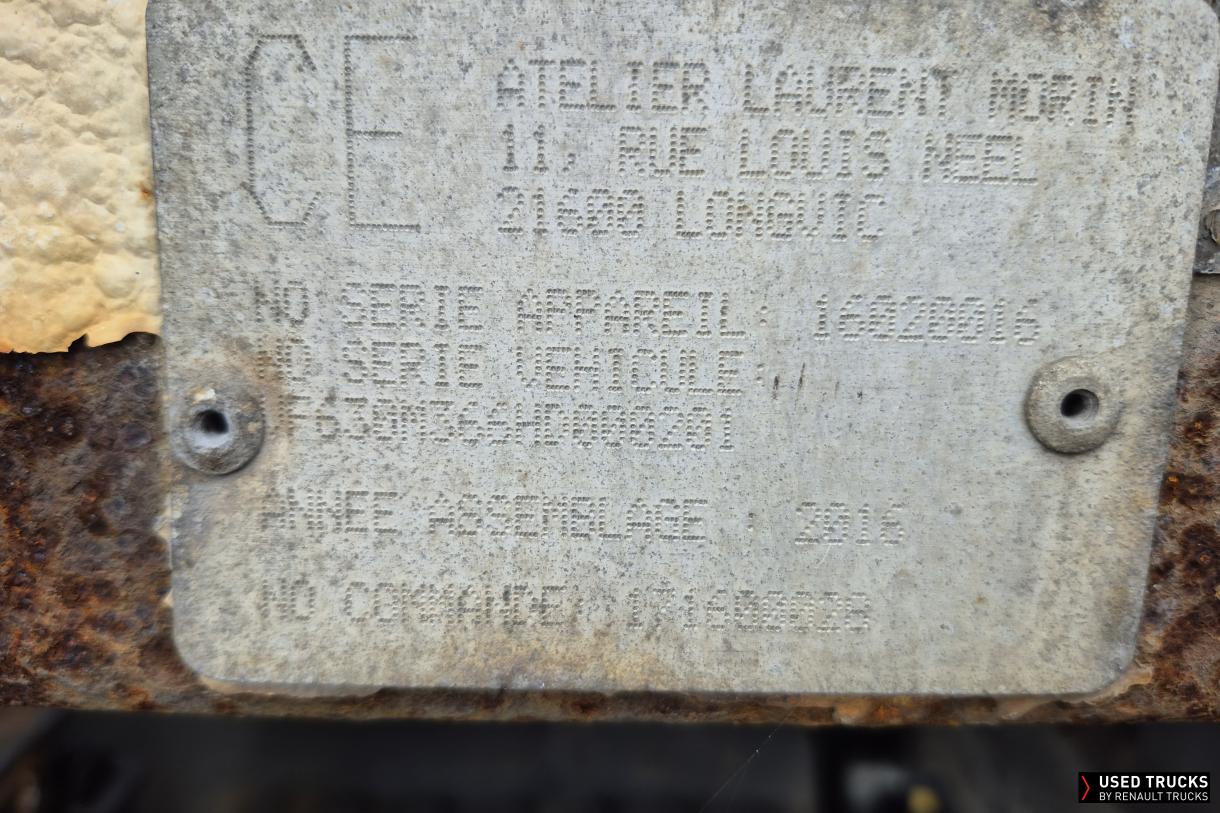 CE
ATELIER LAURENT MORIN
11, RUE LOUIS NEEL
21600 LONGVIC
NO SERIE APPAREIL: 16020016
NO SERIE VEHICULE:
VF630M365HD000201
ANNEE ASSEMBLAGE : 2016
NO COMMANDE: 171600028
USED TRUCKS
BY RENAULT TRUCKS